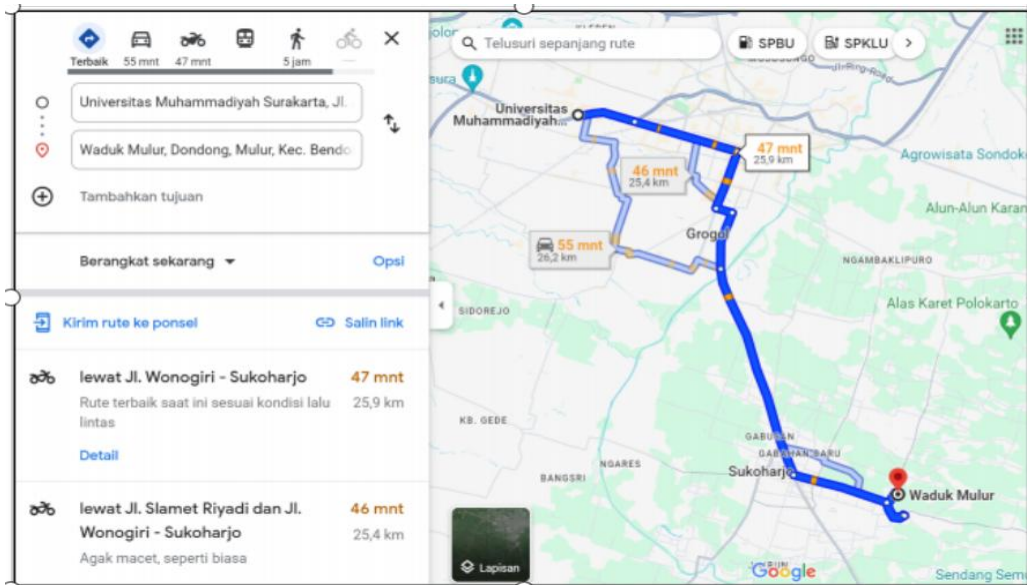 Terbaik 55 mnt 47 mnt 5 jam
Universitas Muhammadiyah Surakarta, Jl.
Waduk Mulur, Dondong, Mulur, Kec. Bendo
Tambahkan tujuan
Berangkat sekarang
Opsi
Kirim rute ke ponsel
Salin link
lewat Jl. Wonogiri - Sukoharjo 47 mnt
Rute terbaik saat ini sesuai kondisi lalu 25,9 km
lintas
Detail
lewat Jl. Slamet Riyadi dan Jl. 46 mnt
Wonogiri - Sukoharjo 25,4 km
Agak macet, seperti biasa
Telusuri sepanjang rute
SPBU
SPKLU
Jl. Ring Road
Universitas
Muhammadiyah...
47 mnt
25,9 km
46 mnt
25,4 km
Agrowisata Sondok
Alun-Alun Karan
Grogol
55 mnt
26,2 km
NGAMBAKLIPURO
SIDOREJO
Alas Karet Polokarto
KB. GEDE
GABUSAN
GABAHAN BARU
NGARES
BANGSRI
Sukoharjo
Waduk Mulur
Lapisan
Google
Sendang Sem